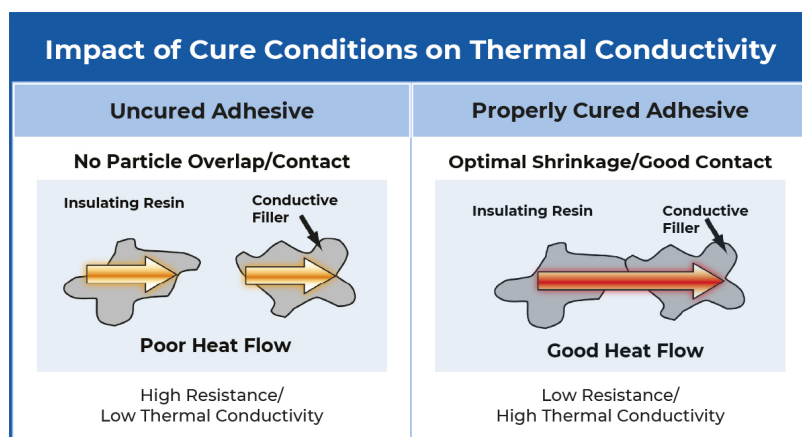 Impact of Cure Conditions on Thermal Conductivity
Uncured Adhesive
No Particle Overlap/Contact
Insulating Resin
Conductive
Filler
Poor Heat Flow
High Resistance/
Low Thermal Conductivity
Properly Cured Adhesive
Optimal Shrinkage/Good Contact
Insulating Resin
Conductive
Filler
Good Heat Flow
Low Resistance/
High Thermal Conductivity